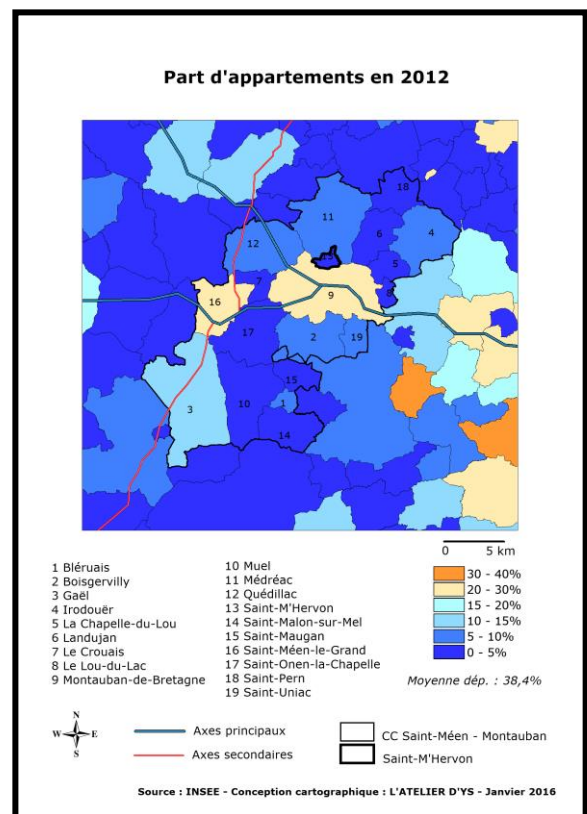 Part d'appartements en 2012
18
11
6
4
12
13
5
7
8
9
16
17
2
19
15
3
10
1
14
0 5 km
1 Bléruais
2 Boisgervilly
3 Gaël
4 Irodouër
5 La Chapelle-du-Lou
6 Landujan
7 Le Crouais
8 Le Lou-du-Lac
9 Montauban-de-Bretagne
10 Muel
11 Médréac
12 Quédillac
13 Saint-M'Hervon
14 Saint-Malon-sur-Mel
15 Saint-Maugan
16 Saint-Méen-le-Grand
17 Saint-Onen-la-Chapelle
18 Saint-Pern
19 Saint-Uniac
30 - 40%
20 - 30%
15 - 20%
10 - 15%
5 - 10%
0 - 5%
Moyenne dép. : 38,4%
N
W E
S
Axes principaux
Axes secondaires
CC Saint-Méen - Montauban
Saint-M'Hervon
Source : INSEE - Conception cartographique : L'ATELIER D'YS - Janvier 2016